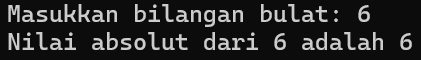 Masukkan bilangan bulat: 6
Nilai absolut dari 6 adalah 6